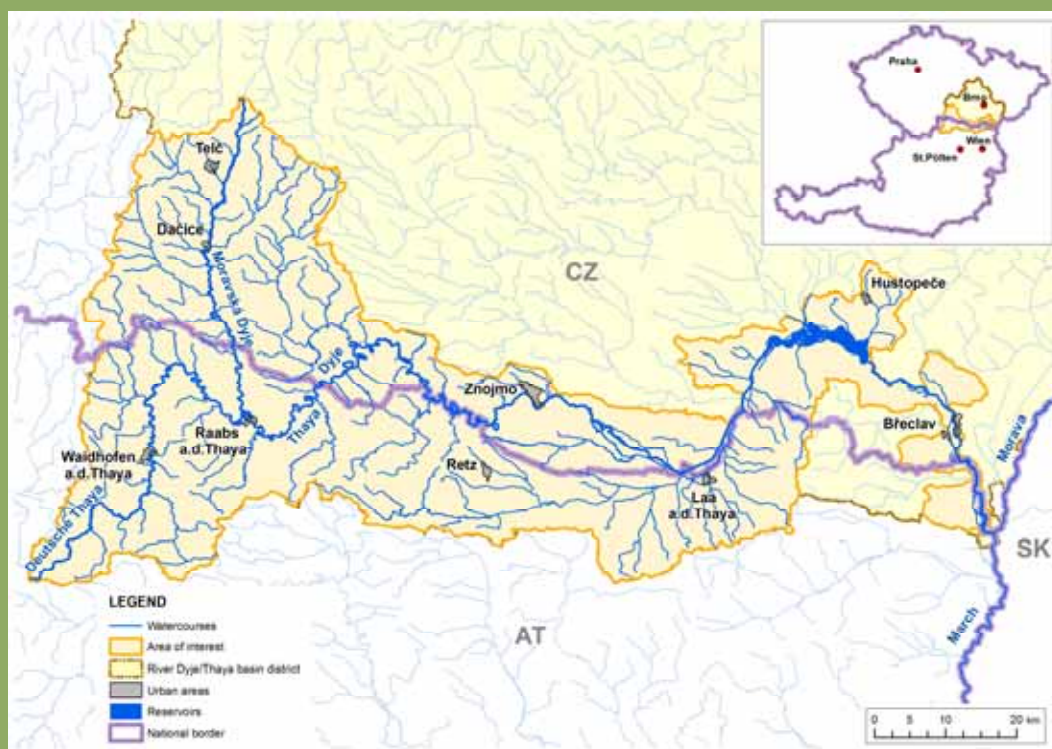 Praha
Brno
Wien
St.Pölten
Telč
Dačice
Moravská Dyje
CZ
Hustopeče
Dyje
Thaya
Znojmo
Raabs
a.d.Thaya
Waidhofen
a.d.Thaya
Retz
Břeclav
Morava
Laa
a.d.Thaya
Deutsche Thaya
SK
AT
March
LEGEND
Watercourses
Area of interest
River Dyje/Thaya basin district
Urban areas
Reservoirs
National border
0 5 10 20 km